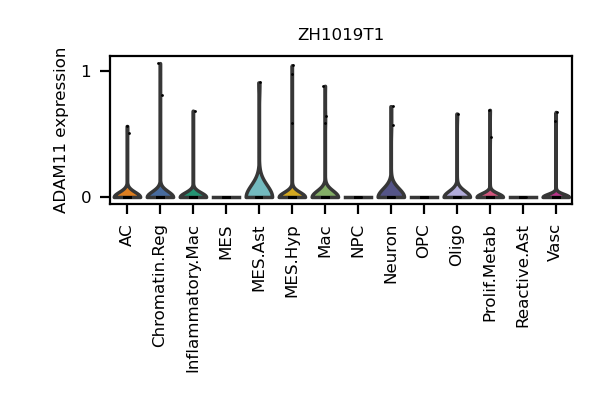 ZH1019T1
ADAM11 expression
1
0
AC
Chromatin.Reg
Inflammatory.Mac
MES
MES.Ast
MES.Hyp
Mac
NPC
Neuron
OPC
Oligo
Prolif.Metab
Reactive.Ast
Vasc